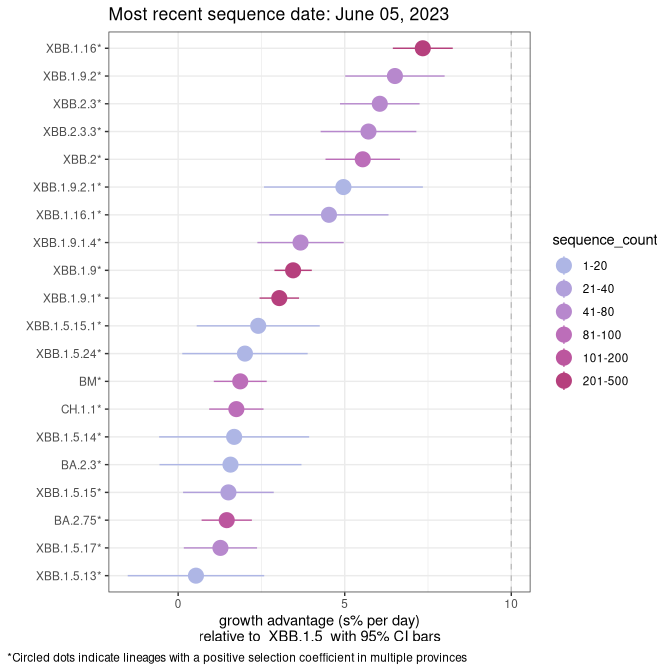 Most recent sequence date: June 05, 2023
XBB.1.16*
XBB.1.9.2*
XBB.2.3*
XBB.2.3.3*
XBB.2*
XBB.1.9.2.1*
XBB.1.16.1*
XBB.1.9.1.4*
XBB.1.9*
XBB.1.9.1*
XBB.1.5.15.1*
XBB.1.5.24*
BM*
CH.1.1*
XBB.1.5.14*
BA.2.3*
XBB.1.5.15*
BA.2.75*
XBB.1.5.17*
XBB.1.5.13*
0 5 10
growth advantage (s% per day)
relative to XBB.1.5 with 95% CI bars
sequence_count
1-20
21-40
41-80
81-100
101-200
201-500
*Circled dots indicate lineages with a positive selection coefficient in multiple provinces